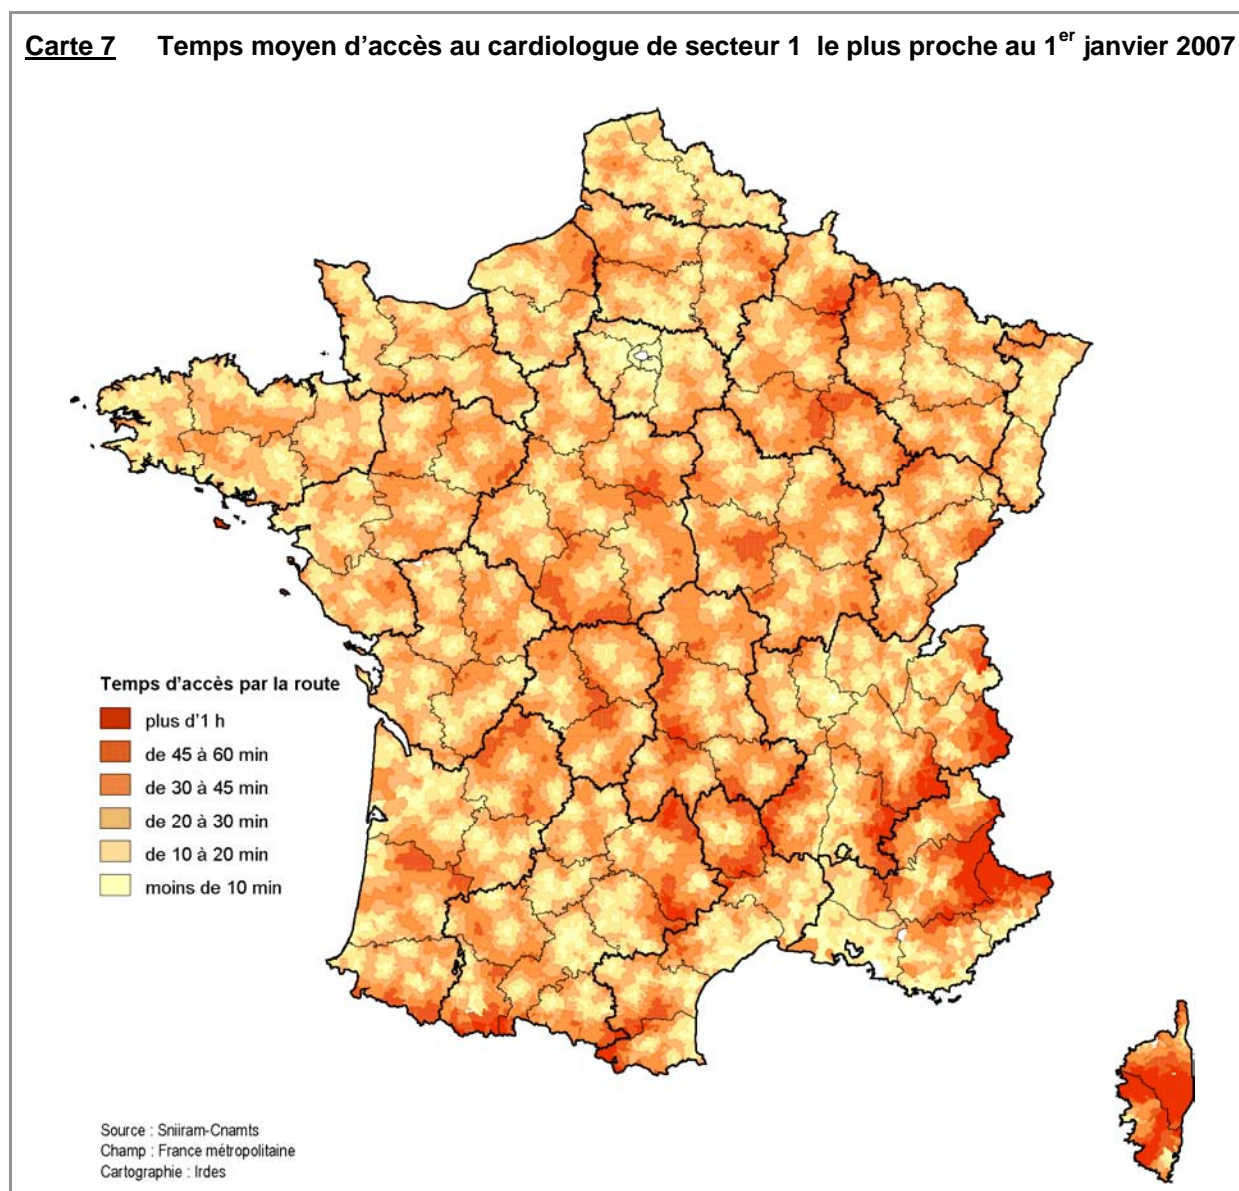 Carte 7 Temps moyen d’accès au cardiologue de secteur 1 le plus proche au 1er janvier 2007
Temps d'accès par la route
plus d'1 h
de 45 à 60 min
de 30 à 45 min
de 20 à 30 min
de 10 à 20 min
moins de 10 min
Source : Sniiram-Cnamts
Champ : France métropolitaine
Cartographie : Irdes